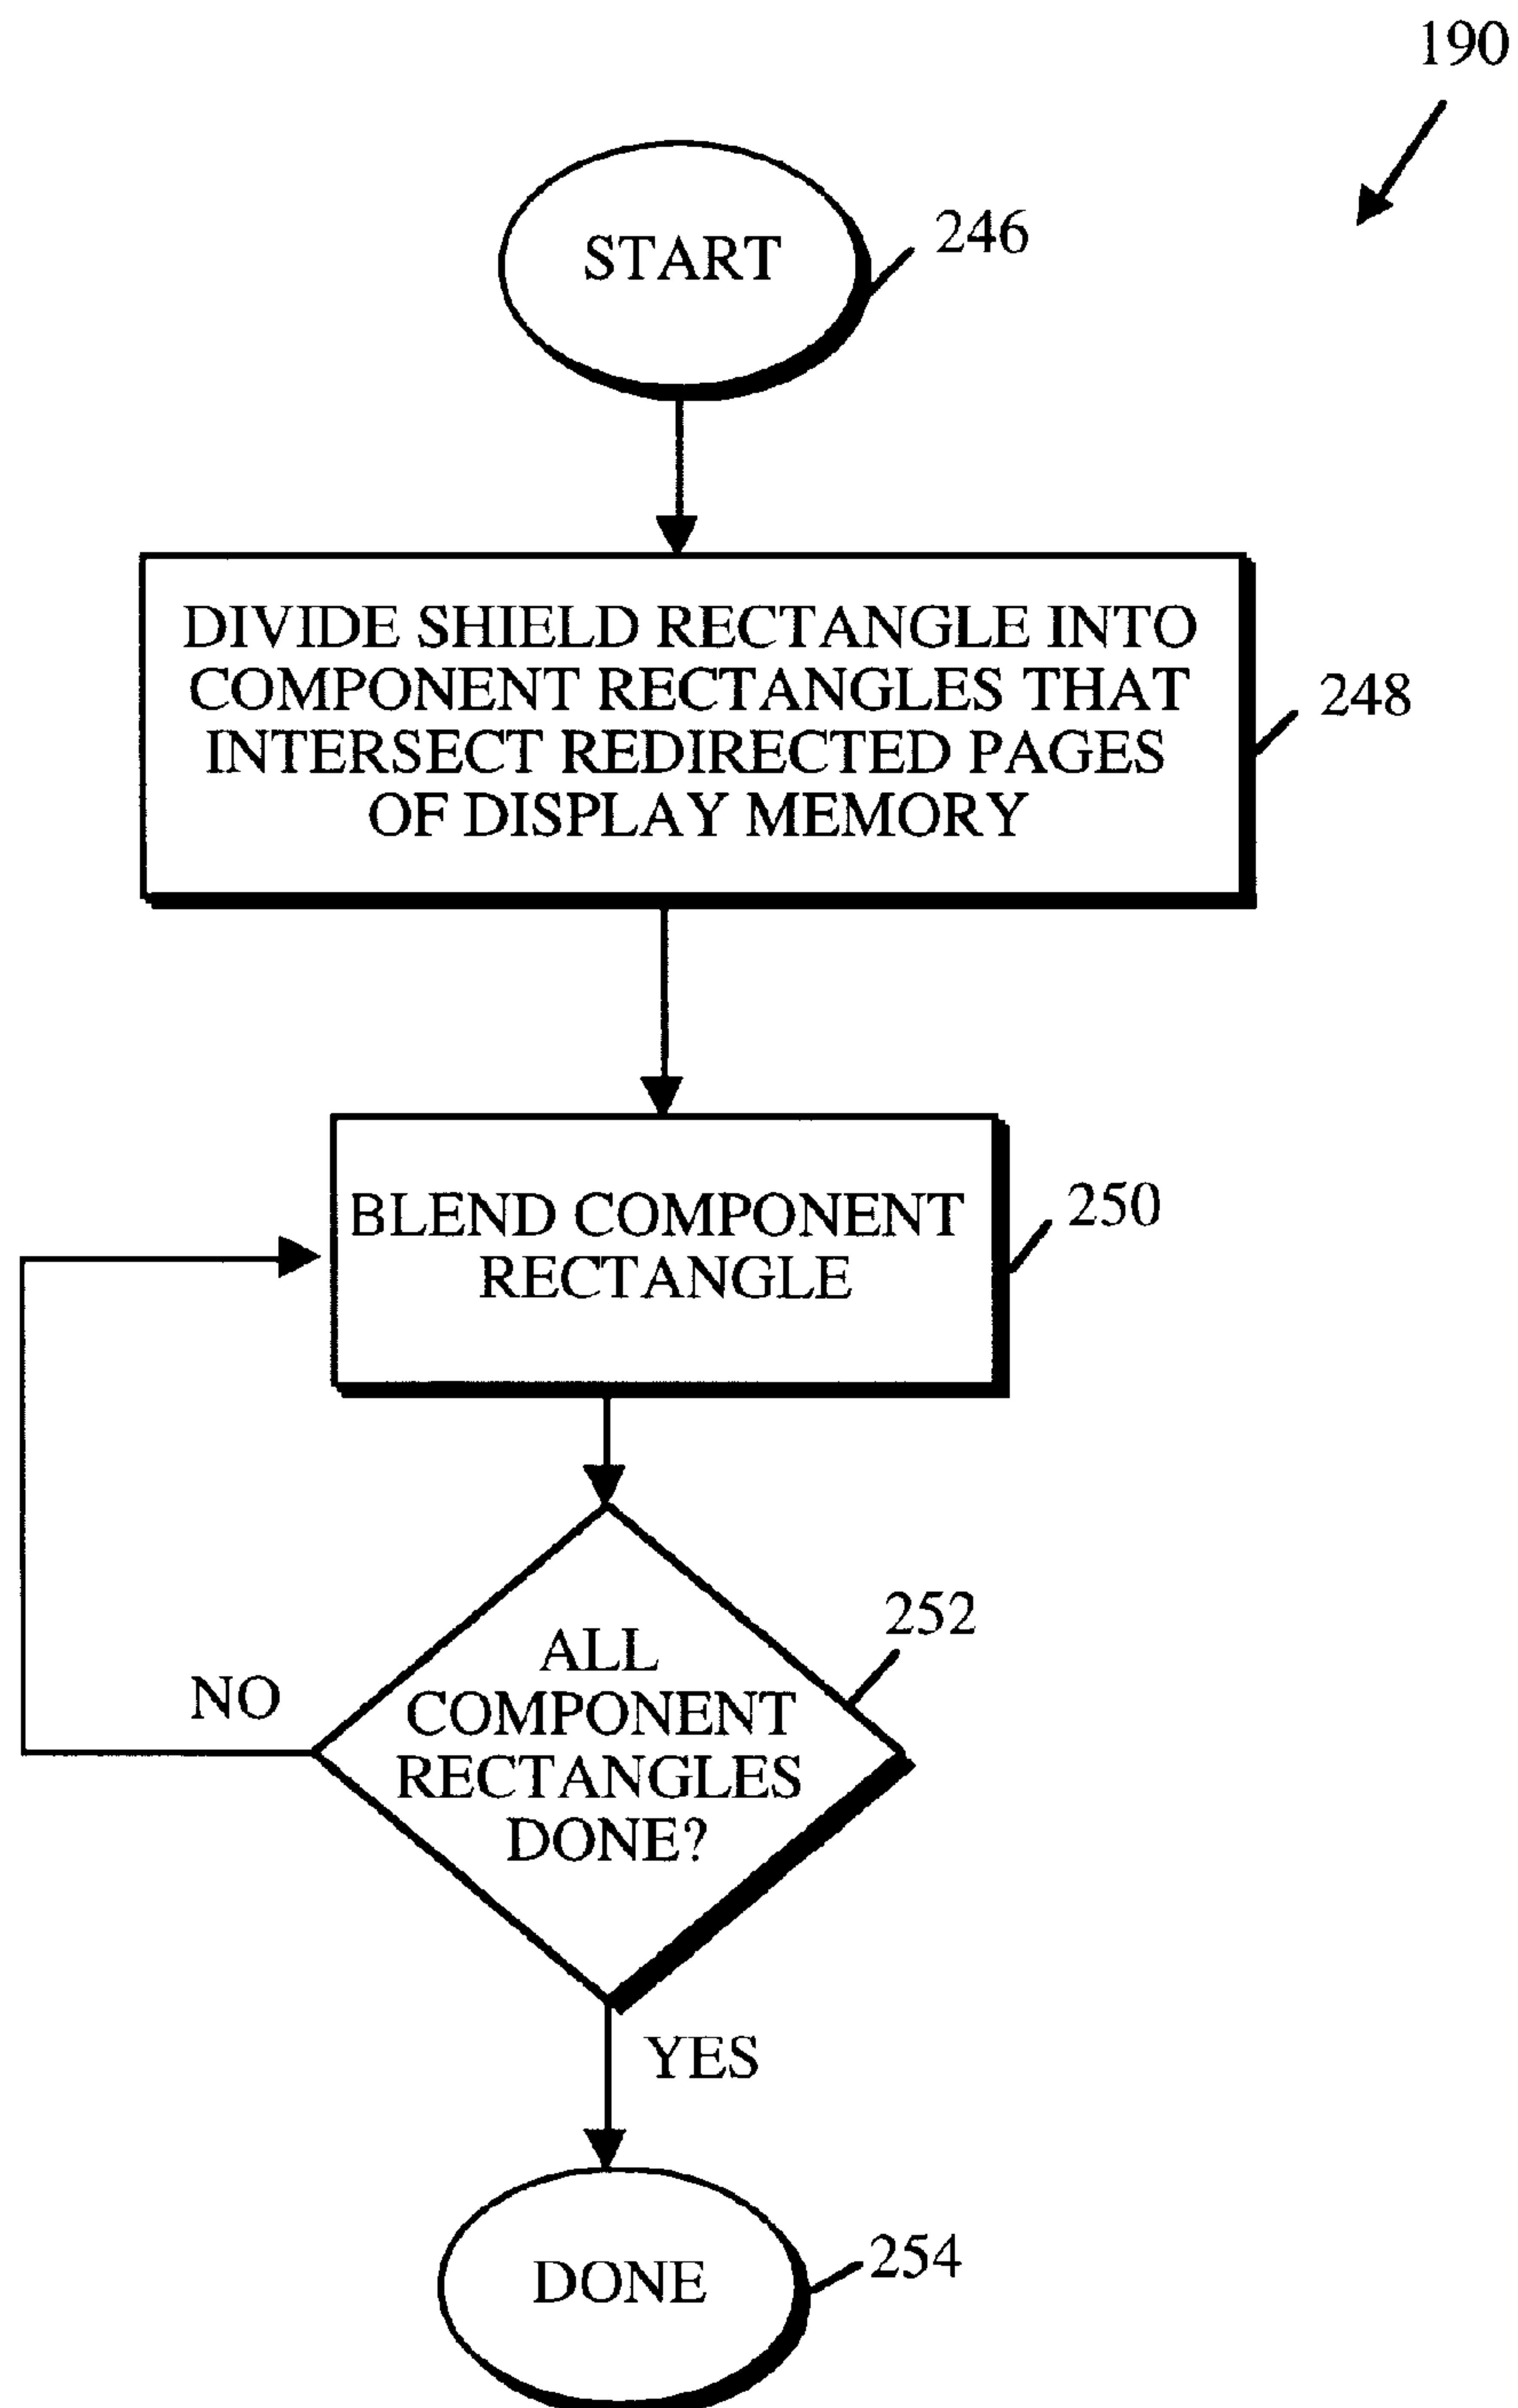 190
START
246
DIVIDE SHIELD RECTANGLE INTO
COMPONENT RECTANGLES THAT
INTERSECT REDIRECTED PAGES
OF DISPLAY MEMORY
248
BLEND COMPONENT
RECTANGLE
250
ALL
COMPONENT
RECTANGLES
DONE?
252
NO
YES
DONE
254